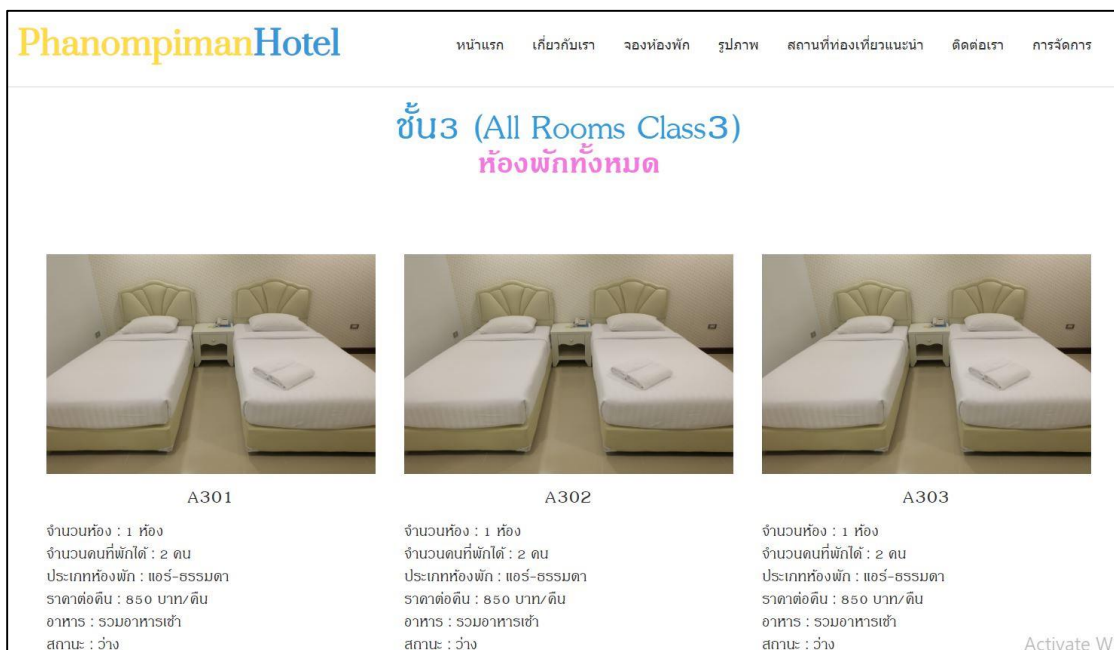 PhanompimanHotel
หน้าแรก เกี่ยวกับเรา จองห้องพัก รูปภาพ สถานที่ท่องเที่ยวแนะนำ ติดต่อเรา การจัดการ
ชั้น3 (All Rooms Class3)
ห้องพักทั้งหมด
A301
จำนวนห้อง : 1 ห้อง
จำนวนคนที่พักได้ : 2 คน
ประเภทห้องพัก : แอร์-ธรรมดา
ราคาต่อคืน : 850 บาท/คืน
อาหาร : รวมอาหารเช้า
สถานะ : ว่าง
A302
จำนวนห้อง : 1 ห้อง
จำนวนคนที่พักได้ : 2 คน
ประเภทห้องพัก : แอร์-ธรรมดา
ราคาต่อคืน : 850 บาท/คืน
อาหาร : รวมอาหารเช้า
สถานะ : ว่าง
A303
จำนวนห้อง : 1 ห้อง
จำนวนคนที่พักได้ : 2 คน
ประเภทห้องพัก : แอร์-ธรรมดา
ราคาต่อคืน : 850 บาท/คืน
อาหาร : รวมอาหารเช้า
สถานะ : ว่าง
Activate W